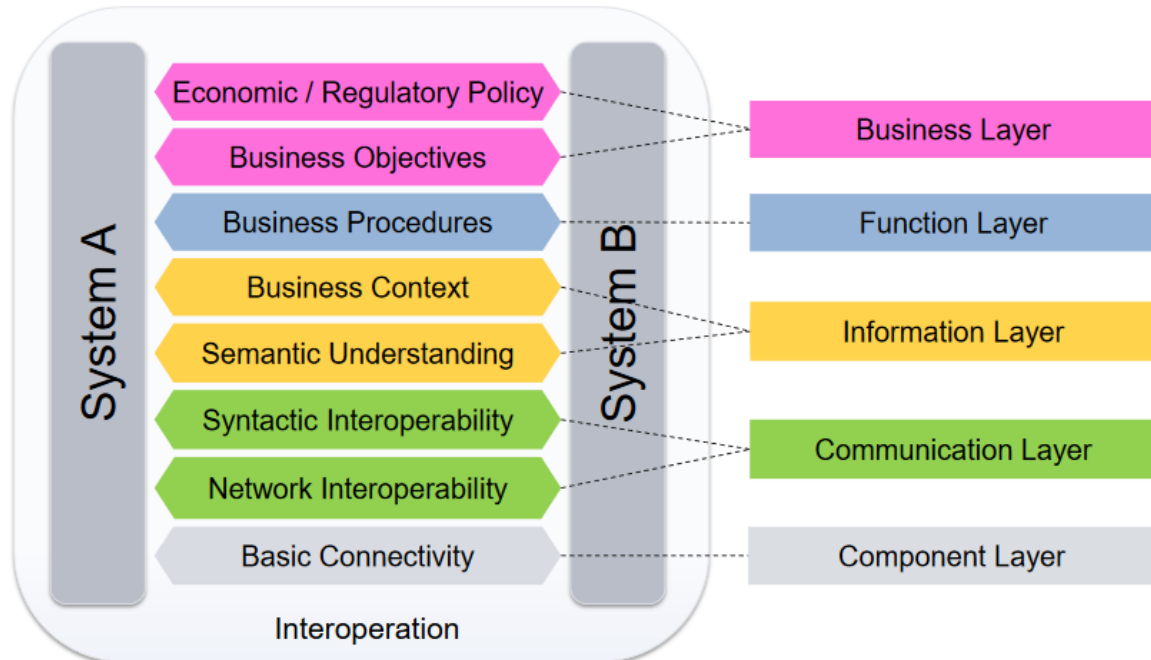 System A
Economic / Regulatory Policy
Business Objectives
Business Procedures
Business Context
Semantic Understanding
Syntactic Interoperability
Network Interoperability
Basic Connectivity
System B
Interoperation
Business Layer
Function Layer
Information Layer
Communication Layer
Component Layer